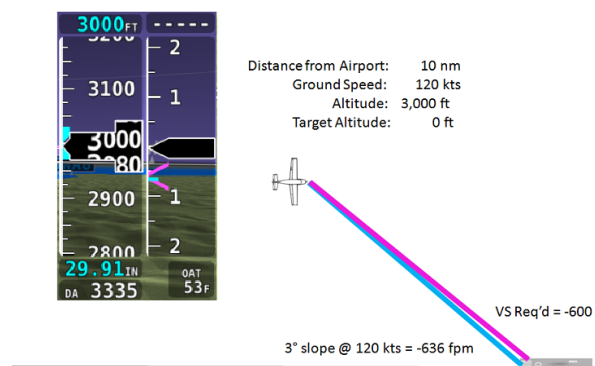 3000FT -----
3200
2
3100
1
3000
80
2900
1
2800
2
29.91IN
OAT
DA 3335
53F
Distance from Airport: 10 nm
Ground Speed: 120 kts
Altitude: 3,000 ft
Target Altitude: 0 ft
VS Req'd = -600
3° slope @ 120 kts = -636 fpm